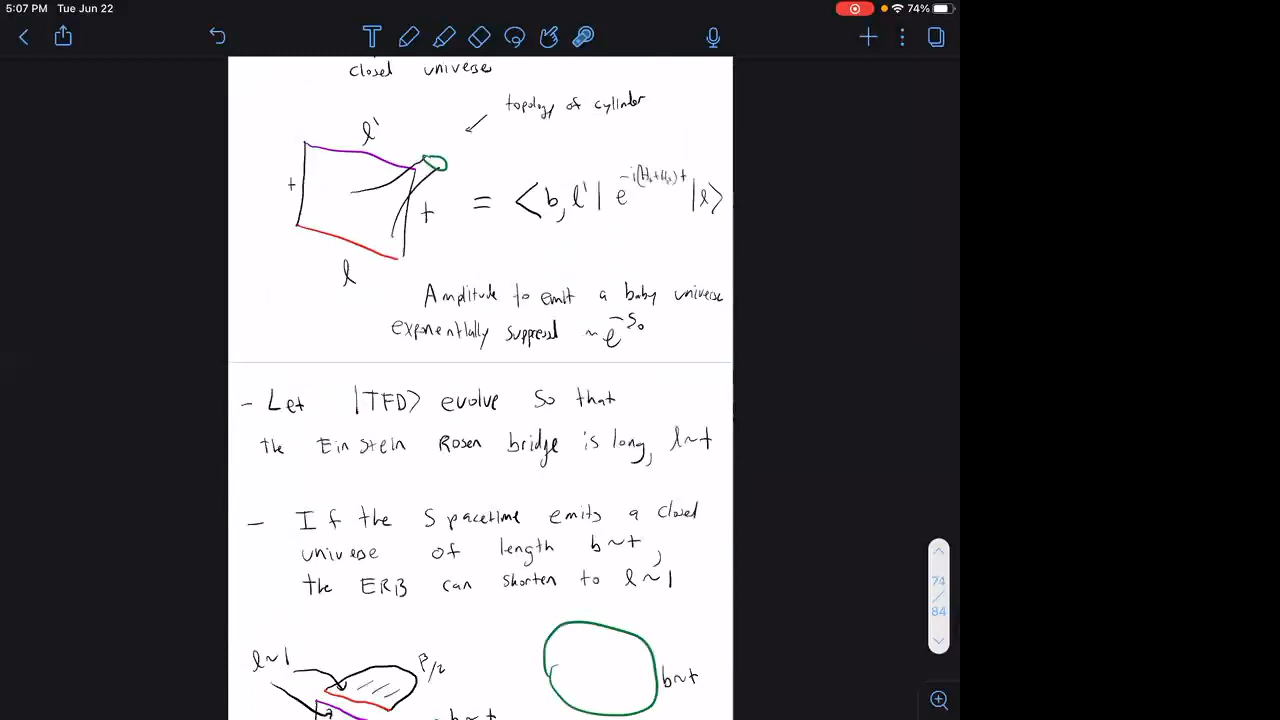 5:07 PM Tue Jun 22
74%
closed universe
topology of cylinder
l'
t
t
= <b, l'| e^{-i(H_L+H_R)t} |l>
l
Amplitude to emit a baby universe
exponentially suppressed ~ e^{-S_0}
- Let |TFD> evolve so that
the Einstein Rosen bridge is long, l~t
- If the Spacetime emits a closed
universe of length b~t,
the ERB can shorten to l~1
l~1
β/2
b~t
b~t
74
/
84